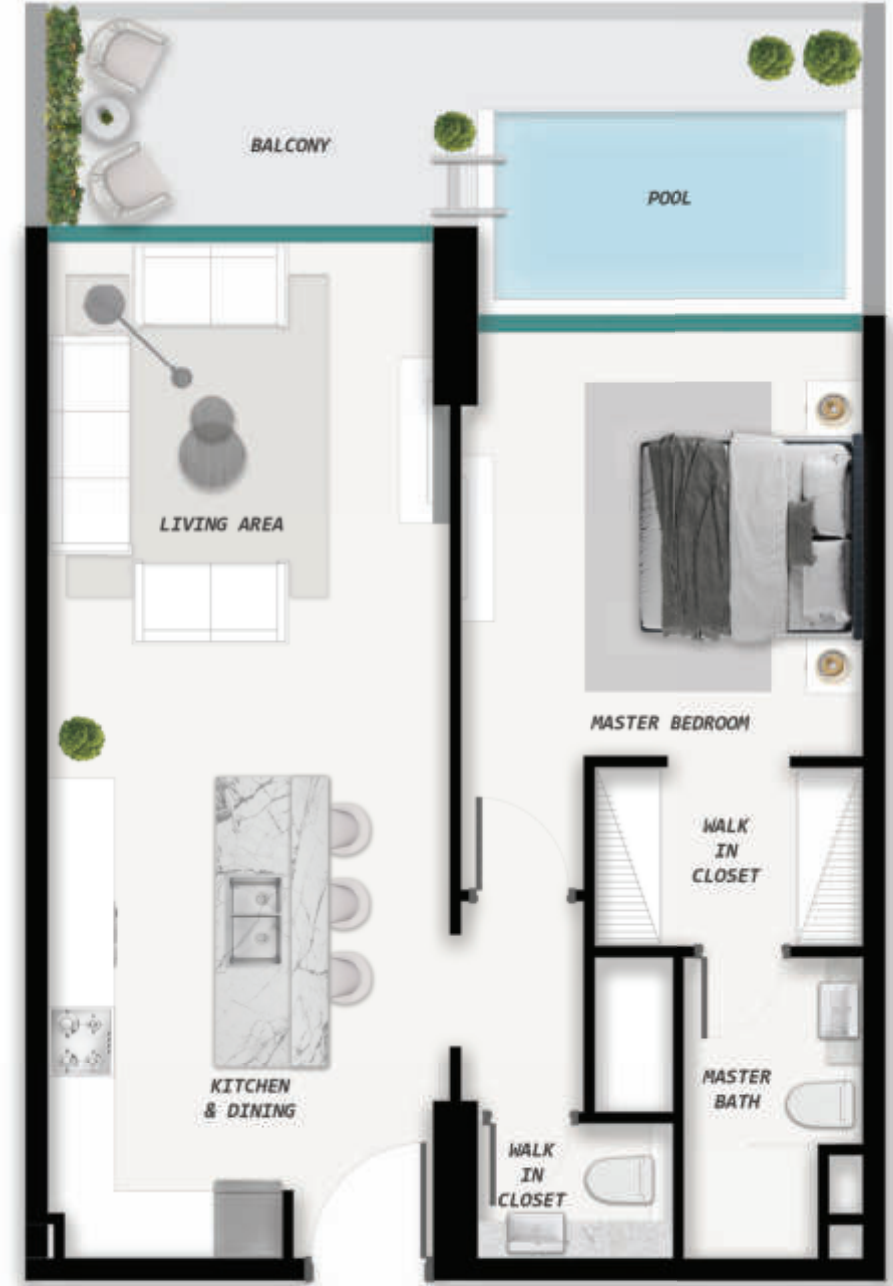 BALCONY
POOL
LIVING AREA
MASTER BEDROOM
WALK
IN
CLOSET
KITCHEN
& DINING
MASTER
BATH
WALK
IN
CLOSET